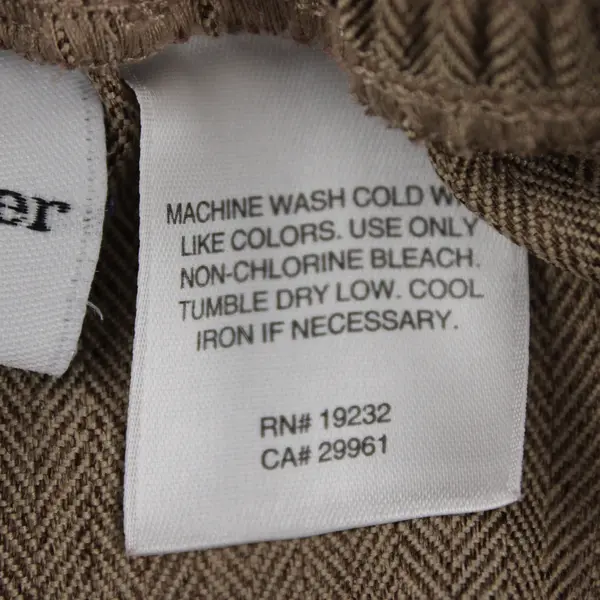 er
MACHINE WASH COLD W
LIKE COLORS. USE ONLY
NON-CHLORINE BLEACH.
TUMBLE DRY LOW. COOL
IRON IF NECESSARY.
RN# 19232
CA# 29961